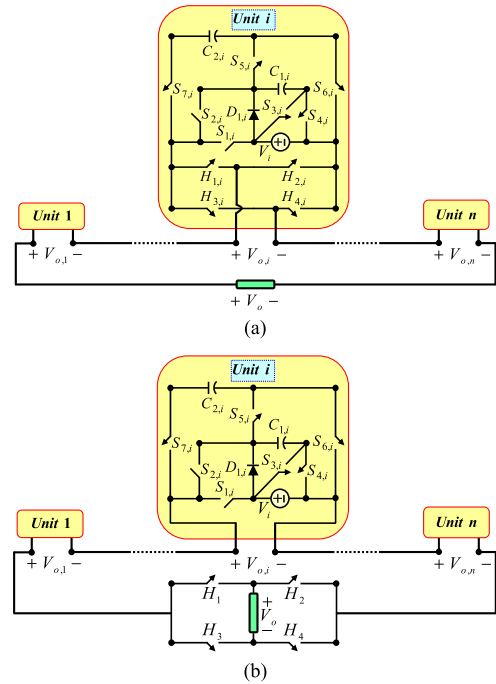 Unit i
C2,i
S5,i
C1,i
S7,i
S6,i
S2,i
D1,i
S3,i
S4,i
S1,i
Vi
H1,i
H2,i
H3,i
H4,i
Unit 1
Unit n
+ Vo,1 −
+ Vo,i −
+ Vo,n −
+ Vo −
(a)
Unit i
C2,i
S5,i
C1,i
S7,i
S6,i
S2,i
D1,i
S3,i
S4,i
S1,i
Vi
Unit 1
Unit n
+ Vo,1 −
+ Vo,i −
+ Vo,n −
H1
H2
+
Vo
−
H3
H4
(b)